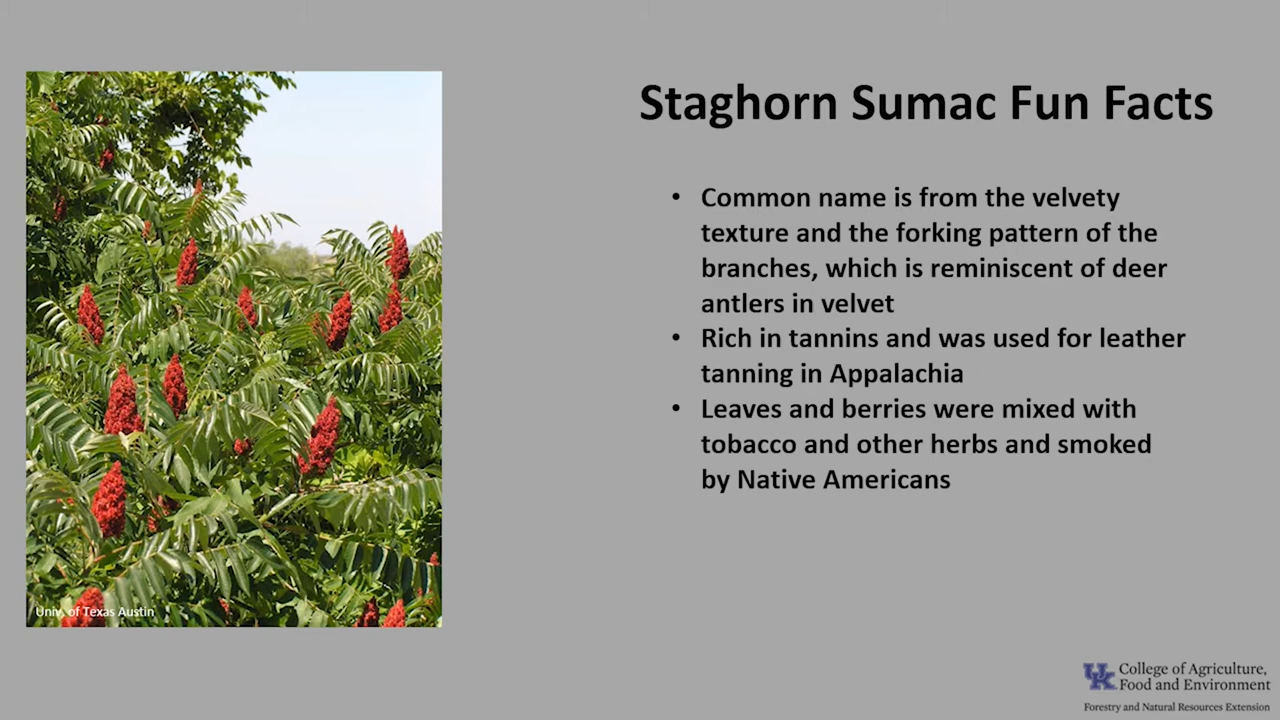 Staghorn Sumac Fun Facts
• Common name is from the velvety
texture and the forking pattern of the
branches, which is reminiscent of deer
antlers in velvet
• Rich in tannins and was used for leather
tanning in Appalachia
• Leaves and berries were mixed with
tobacco and other herbs and smoked
by Native Americans
Univ. of Texas Austin
UK College of Agriculture,
Food and Environment
Forestry and Natural Resources Extension